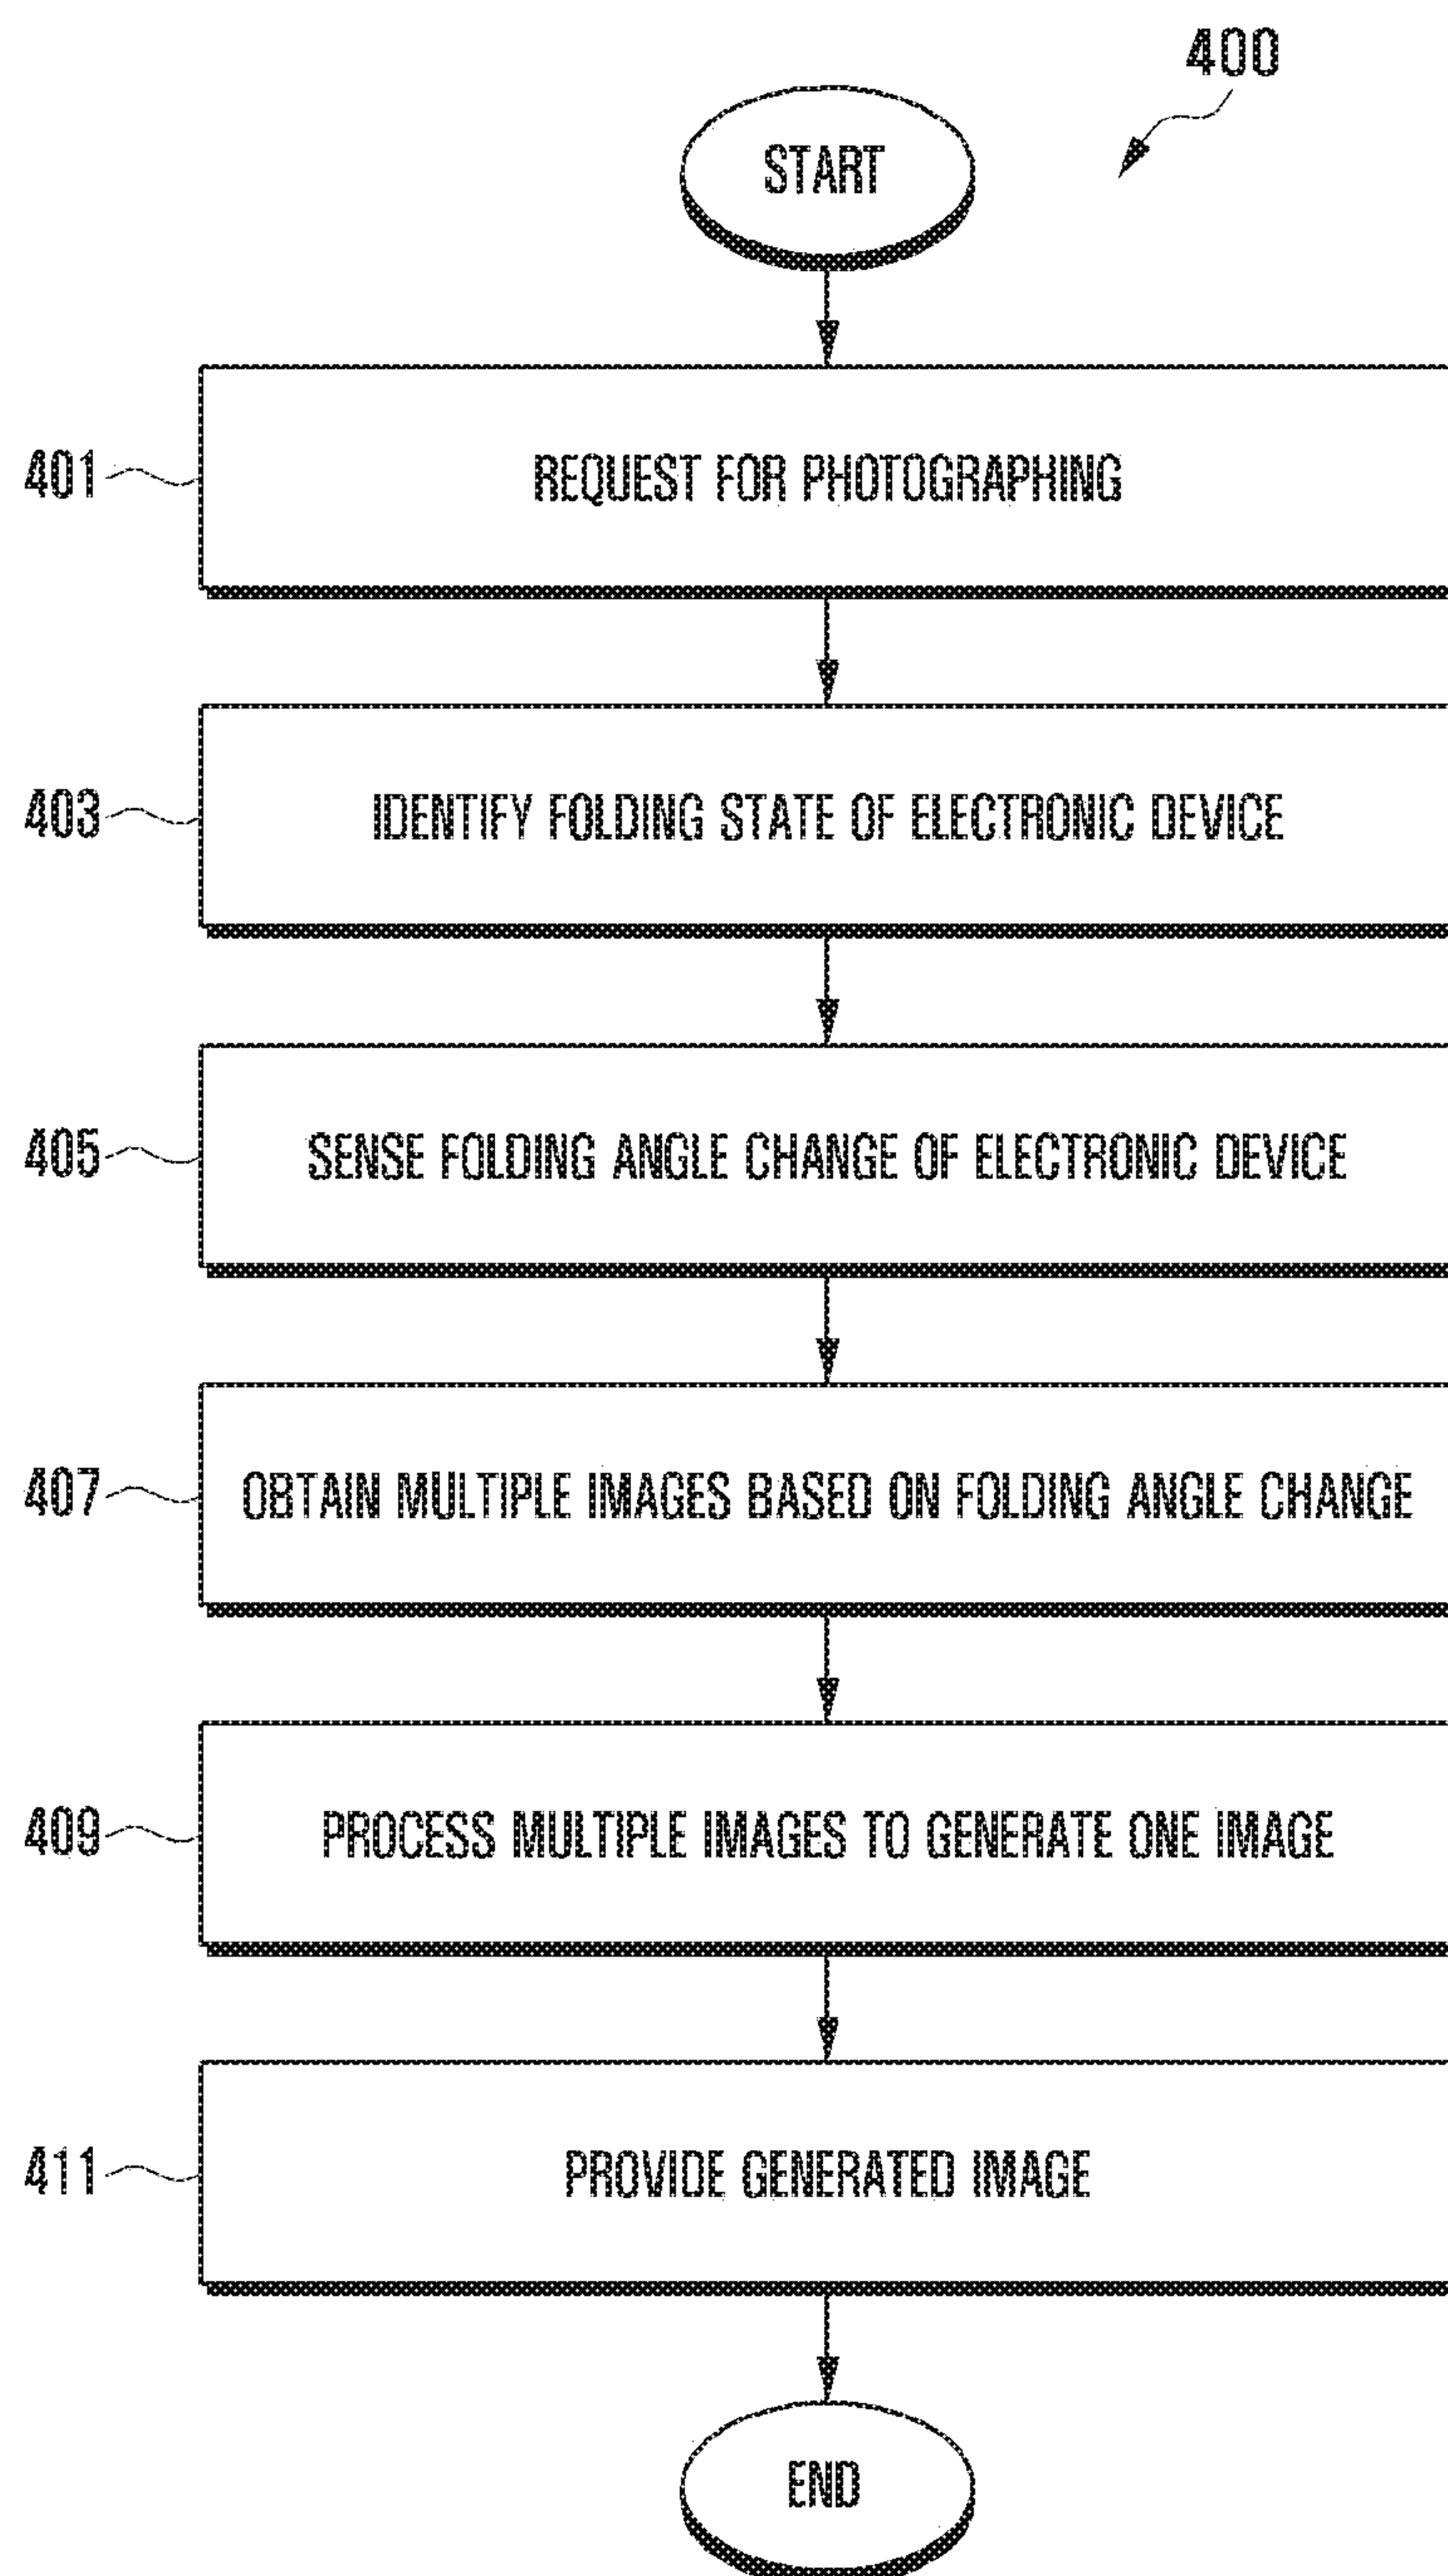 400
START
401
REQUEST FOR PHOTOGRAPHING
403
IDENTIFY FOLDING STATE OF ELECTRONIC DEVICE
405
SENSE FOLDING ANGLE CHANGE OF ELECTRONIC DEVICE
407
OBTAIN MULTIPLE IMAGES BASED ON FOLDING ANGLE CHANGE
409
PROCESS MULTIPLE IMAGES TO GENERATE ONE IMAGE
411
PROVIDE GENERATED IMAGE
END